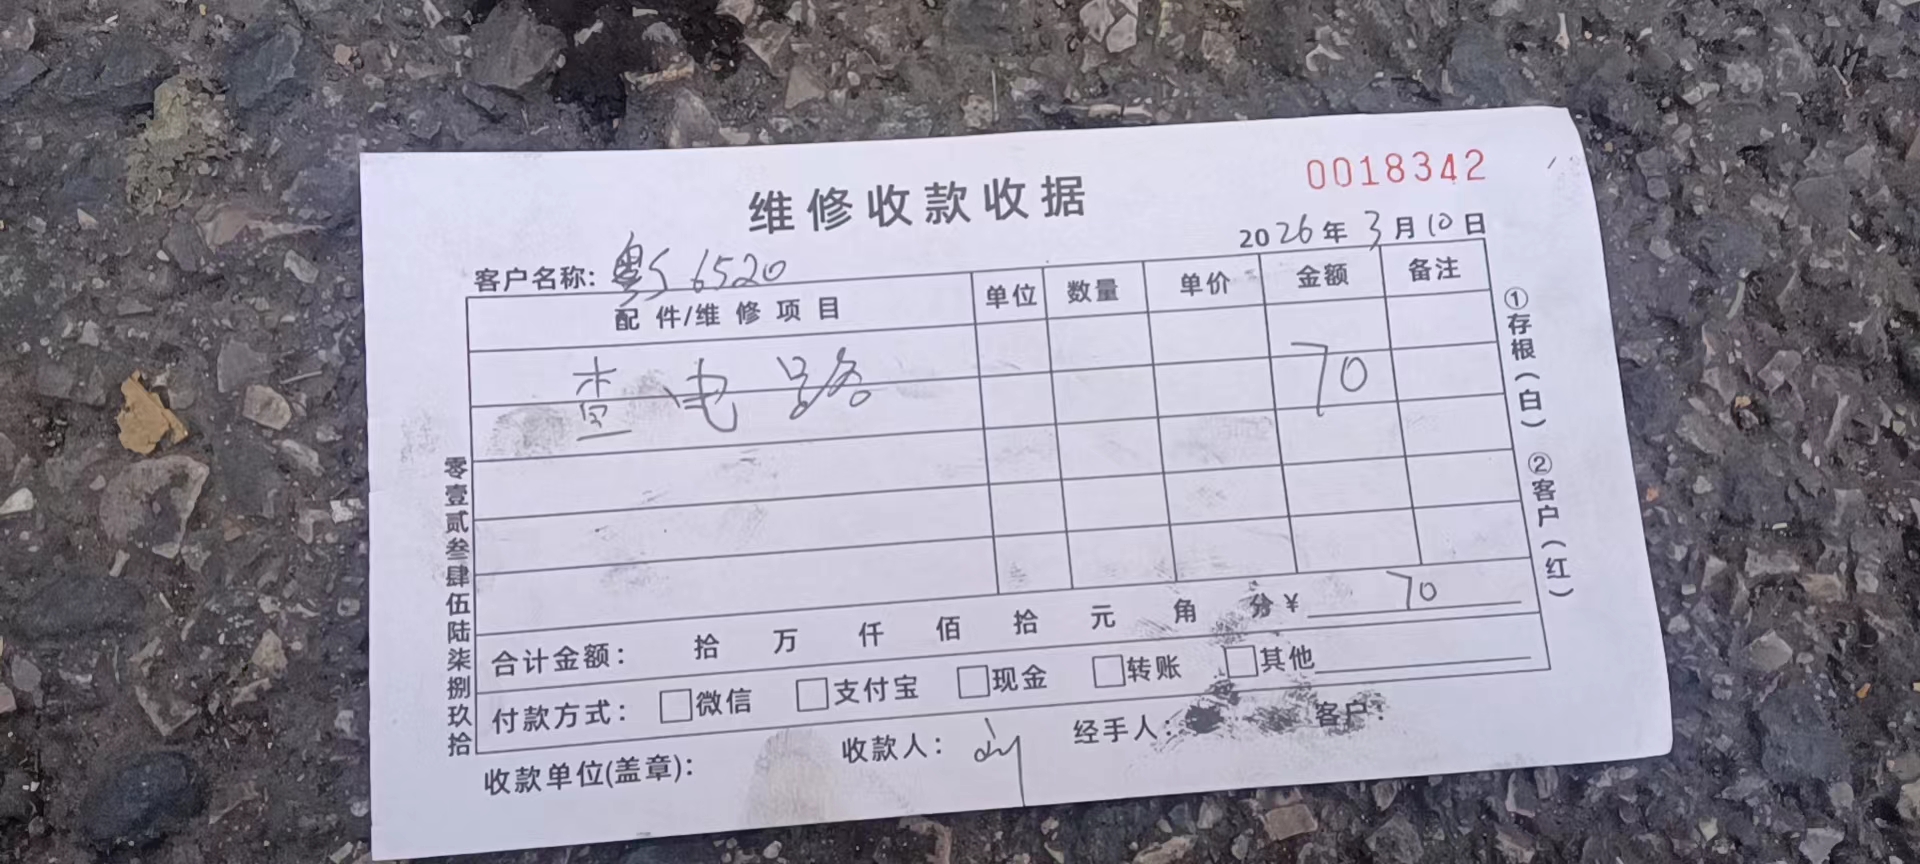 维修收款收据
0018342
2026年3月10日
客户名称：粤S 6520
配件/维修项目 单位 数量 单价 金额 备注
查电路 70
合计金额： 拾 万 仟 佰 拾 元 角 分 ¥ 70
付款方式： □微信 □支付宝 □现金 □转账 □其他
收款单位(盖章)： 收款人： 经手人： 客户：
零壹贰叁肆伍陆柒捌玖拾
①存根(白) ②客户(红)